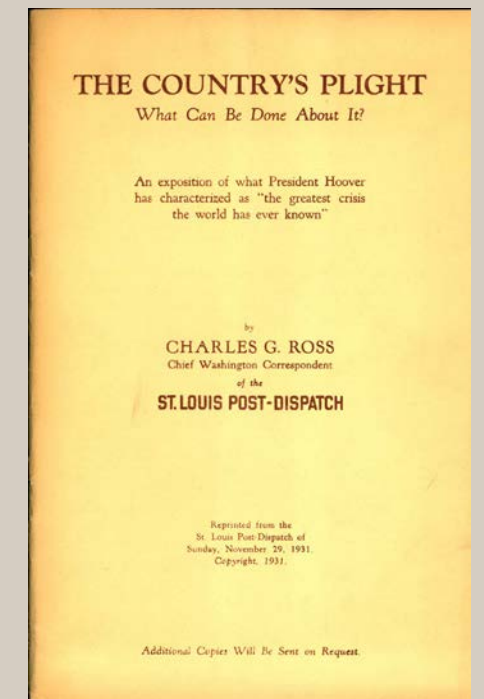 THE COUNTRY'S PLIGHT
What Can Be Done About It?
An exposition of what President Hoover
has characterized as "the greatest crisis
the world has ever known"
by
CHARLES G. ROSS
Chief Washington Correspondent
of the
ST. LOUIS POST-DISPATCH
Reprinted from the
St. Louis Post-Dispatch of
Sunday, November 29, 1931.
Copyright, 1931.
Additional Copies Will Be Sent on Request.